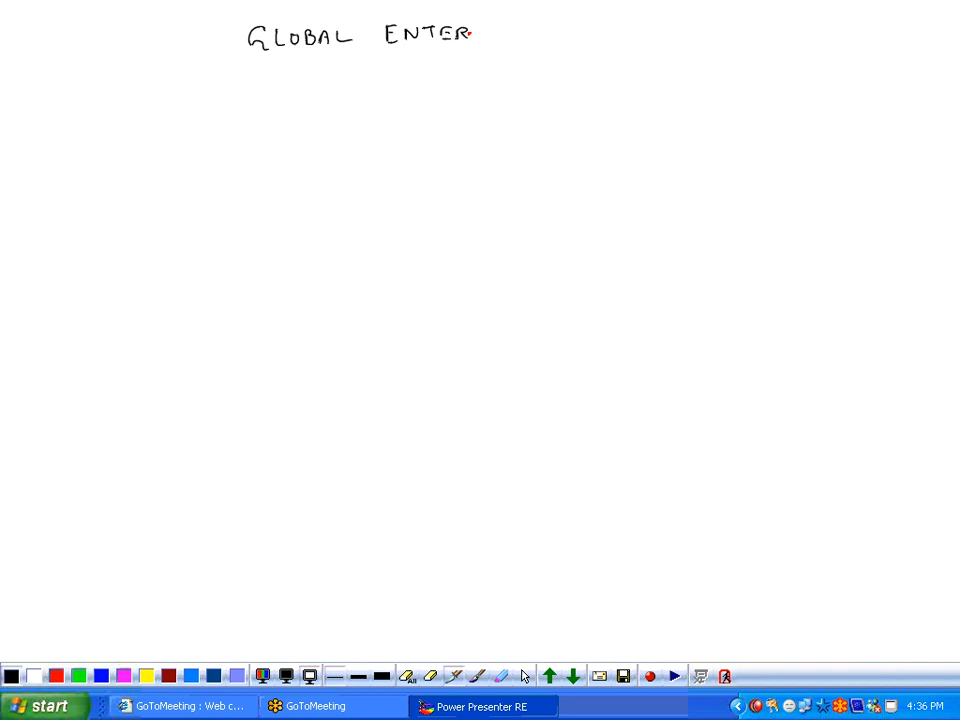 GLOBAL ENTER
start
GoToMeeting : Web c...
GoToMeeting
Power Presenter RE
4:36 PM